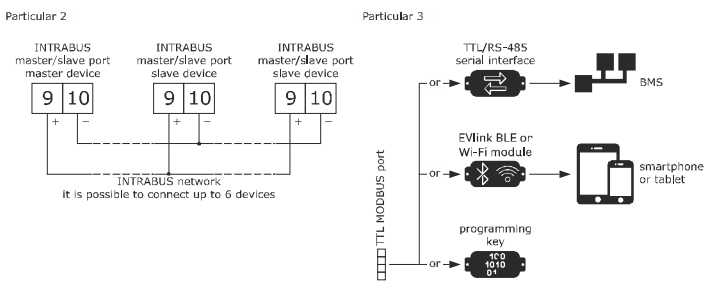 Particular 2
INTRABUS
master/slave port
master device
INTRABUS
master/slave port
slave device
INTRABUS
master/slave port
slave device
9 10
9 10
9 10
+ −
+ −
+ −
INTRABUS network
it is possible to connect up to 6 devices
Particular 3
TTL MODBUS port
TTL/RS-485
serial interface
or
BMS
EVlink BLE or
Wi-Fi module
or
smartphone
or tablet
programming
key
or
100
1010
01